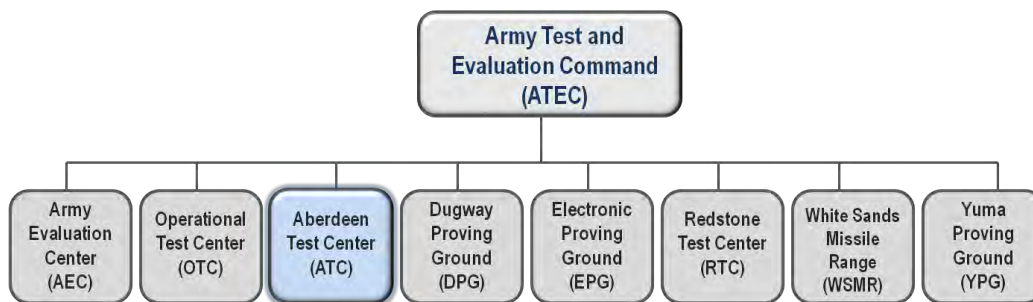 Army Test and
Evaluation Command
(ATEC)
Army
Evaluation
Center
(AEC)
Operational
Test Center
(OTC)
Aberdeen
Test Center
(ATC)
Dugway
Proving
Ground
(DPG)
Electronic
Proving
Ground
(EPG)
Redstone
Test Center
(RTC)
White Sands
Missile
Range
(WSMR)
Yuma
Proving
Ground
(YPG)